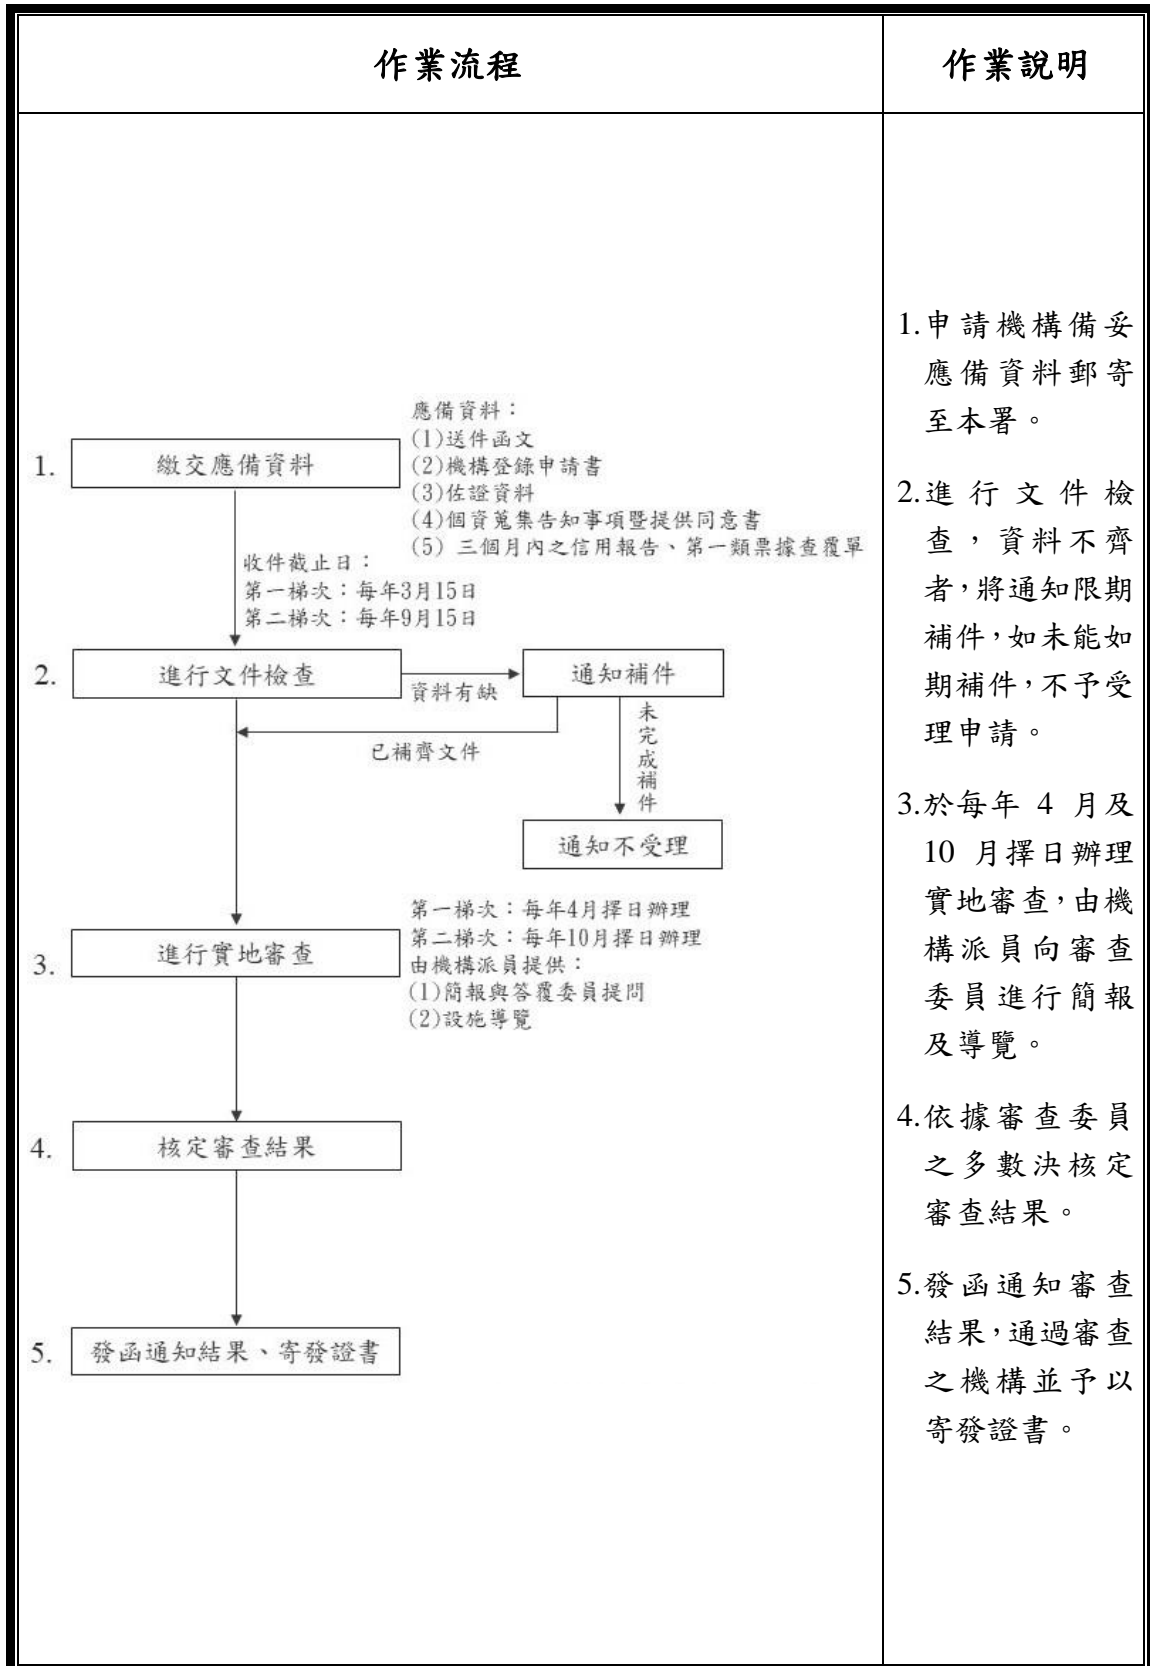 作業流程
作業說明
1.
繳交應備資料
應備資料：
(1)送件函文
(2)機構登錄申請書
(3)佐證資料
(4)個資蒐集告知事項暨提供同意書
(5) 三個月內之信用報告、第一類票據查覆單
收件截止日：
第一梯次：每年3月15日
第二梯次：每年9月15日
2.
進行文件檢查
資料有缺
通知補件
已補齊文件
未完成補件
通知不受理
3.
進行實地審查
第一梯次：每年4月擇日辦理
第二梯次：每年10月擇日辦理
由機構派員提供：
(1)簡報與答覆委員提問
(2)設施導覽
4.
核定審查結果
5.
發函通知結果、寄發證書
1.申請機構備妥
應備資料郵寄
至本署。
2.進行文件檢
查，資料不齊
者，將通知限期
補件，如未能如
期補件，不予受
理申請。
3.於每年 4 月及
10 月擇日辦理
實地審查，由機
構派員向審查
委員進行簡報
及導覽。
4.依據審查委員
之多數決核定
審查結果。
5.發函通知審查
結果，通過審查
之機構並予以
寄發證書。